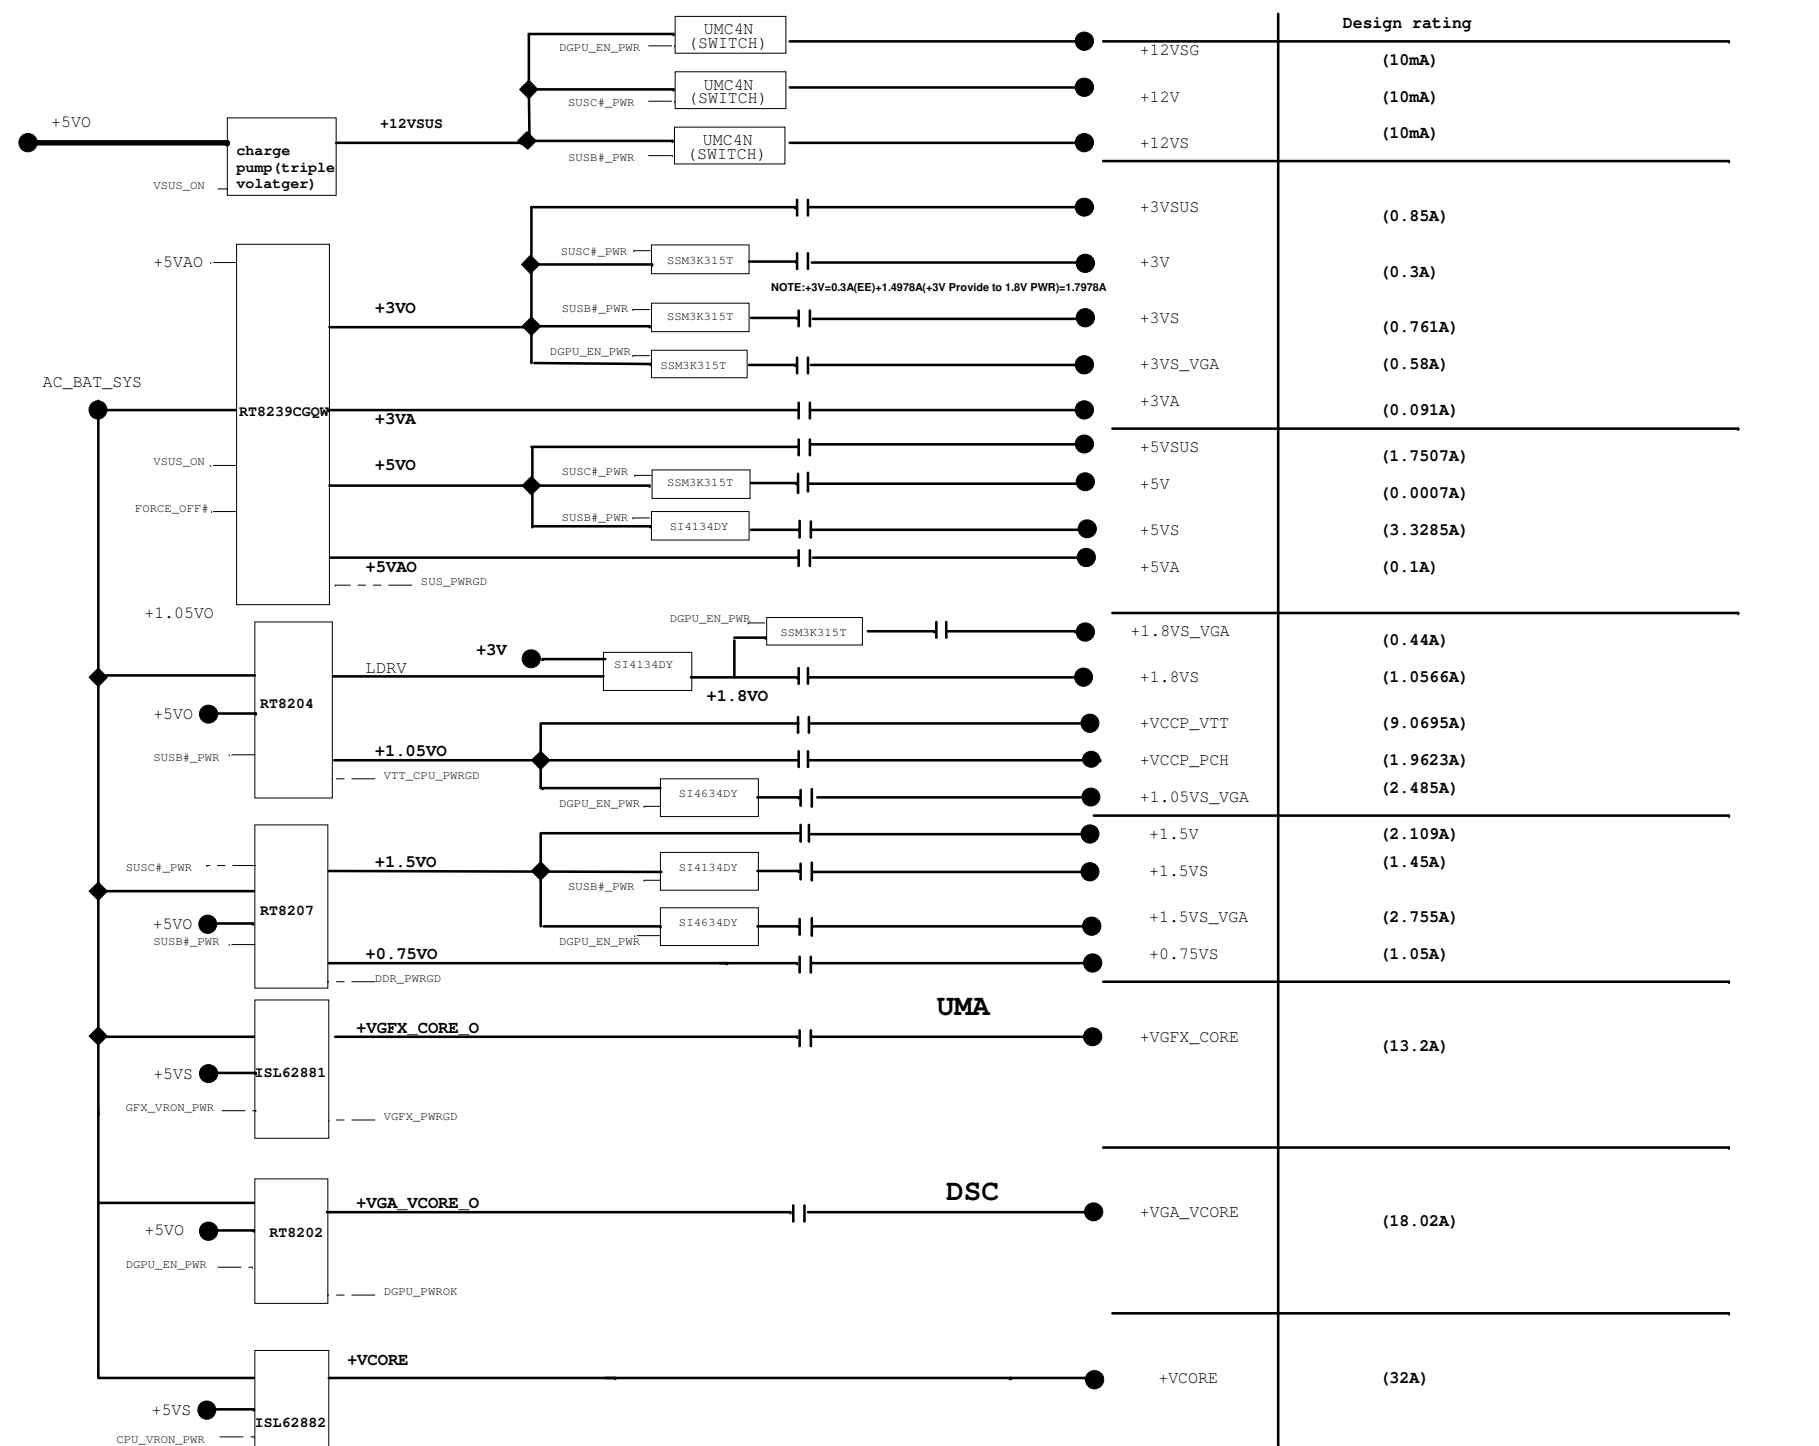 Design rating
UMC4N
(SWITCH)
DGPU_EN_PWR
+12VSG
(10mA)
UMC4N
(SWITCH)
SUSC#_PWR
+12V
(10mA)
+5VO
+12VSUS
UMC4N
(SWITCH)
SUSB#_PWR
+12VS
(10mA)
charge
pump(triple
volatger)
VSUS_ON
+3VSUS
(0.85A)
+5VAO
SUSC#_PWR
SSM3K315T
+3V
(0.3A)
NOTE:+3V=0.3A(EE)+1.4978A(+3V Provide to 1.8V PWR)=1.7978A
+3VO
SUSB#_PWR
SSM3K315T
+3VS
(0.761A)
DGPU_EN_PWR
SSM3K315T
+3VS_VGA
(0.58A)
AC_BAT_SYS
RT8239CGQW
+3VA
+3VA
(0.091A)
+5VSUS
(1.7507A)
VSUS_ON
+5VO
SUSC#_PWR
SSM3K315T
+5V
(0.0007A)
FORCE_OFF#
SUSB#_PWR
SI4134DY
+5VS
(3.3285A)
+5VAO
+5VA
(0.1A)
SUS_PWRGD
+1.05VO
DGPU_EN_PWR
SSM3K315T
+1.8VS_VGA
(0.44A)
+3V
LDRV
SI4134DY
+1.8VO
+1.8VS
(1.0566A)
RT8204
+5VO
+VCCP_VTT
(9.0695A)
SUSB#_PWR
+1.05VO
+VCCP_PCH
(1.9623A)
VTT_CPU_PWRGD
DGPU_EN_PWR
SI4634DY
+1.05VS_VGA
(2.485A)
+1.5V
(2.109A)
SUSC#_PWR
+1.5VO
SUSB#_PWR
SI4134DY
+1.5VS
(1.45A)
RT8207
+5VO
SUSB#_PWR
DGPU_EN_PWR
SI4634DY
+1.5VS_VGA
(2.755A)
+0.75VO
+0.75VS
(1.05A)
DDR_PWRGD
UMA
+VGFX_CORE_O
+VGFX_CORE
(13.2A)
+5VS
ISL62881
GFX_VRON_PWR
VGFX_PWRGD
DSC
+VGA_VCORE_O
+VGA_VCORE
(18.02A)
+5VO
RT8202
DGPU_EN_PWR
DGPU_PWROK
+VCORE
+VCORE
(32A)
+5VS
ISL62882
CPU_VRON_PWR